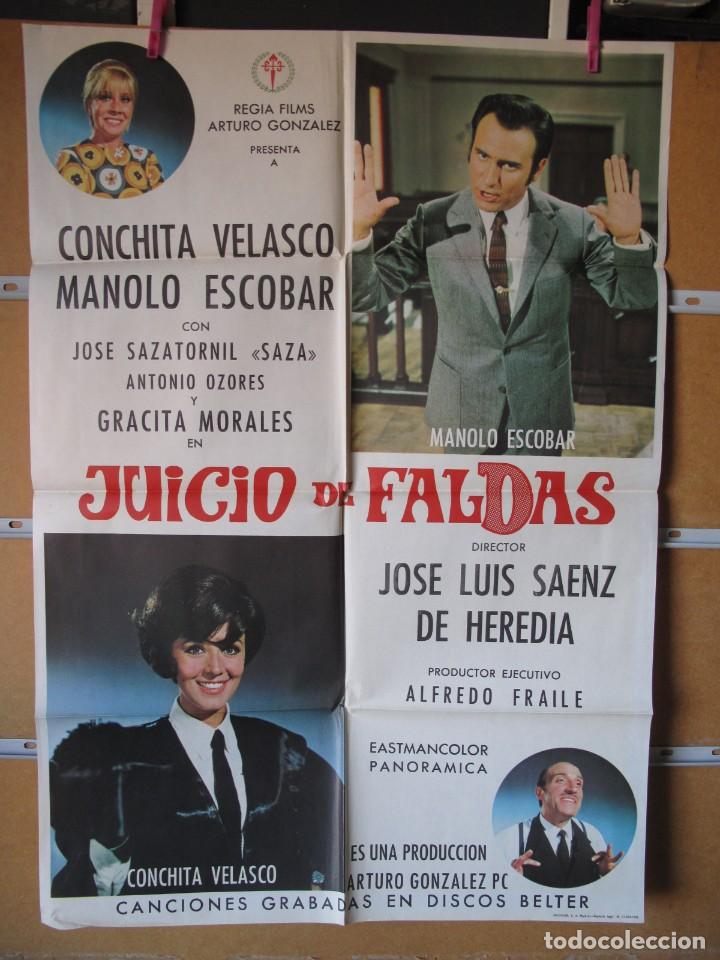 REGIA FILMS
ARTURO GONZALEZ
PRESENTA
A
CONCHITA VELASCO
MANOLO ESCOBAR
CON
JOSE SAZATORNIL «SAZA»
ANTONIO OZORES
Y
GRACITA MORALES
EN
MANOLO ESCOBAR
JUICIO DE FALDAS
DIRECTOR
JOSE LUIS SAENZ
DE HEREDIA
PRODUCTOR EJECUTIVO
ALFREDO FRAILE
EASTMANCOLOR
PANORAMICA
CONCHITA VELASCO
ES UNA PRODUCCION
ARTURO GONZALEZ PC
CANCIONES GRABADAS EN DISCOS BELTER
todocoleccion.net